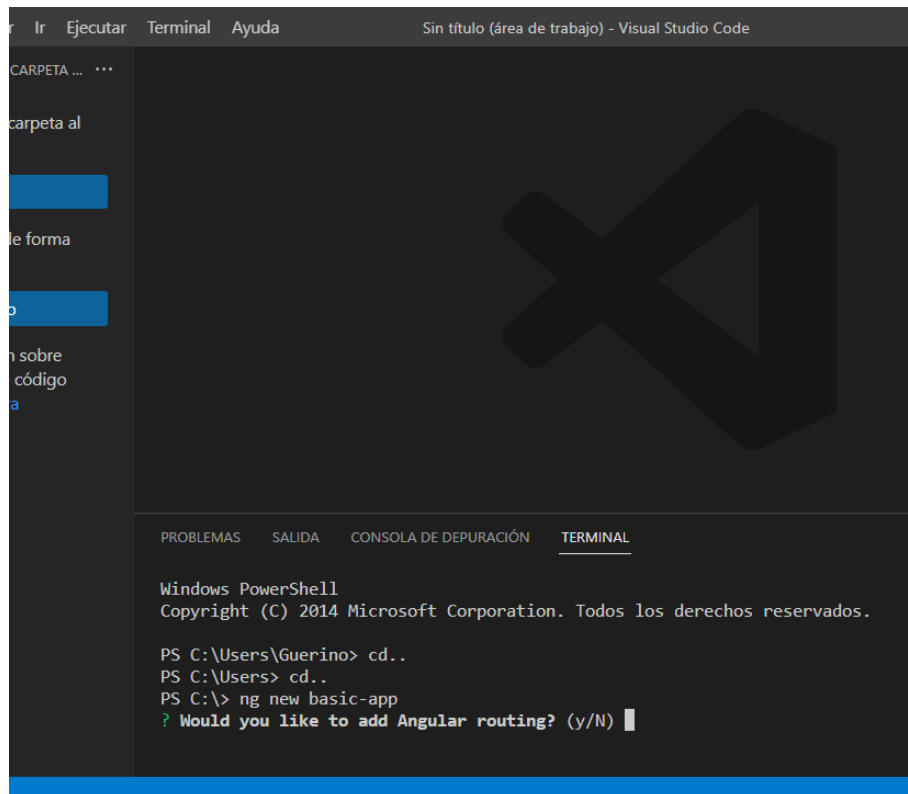 r Ir Ejecutar Terminal Ayuda Sin título (área de trabajo) - Visual Studio Code
CARPETA ... ···
carpeta al
de forma
o
n sobre
código
ra
PROBLEMAS SALIDA CONSOLA DE DEPURACIÓN TERMINAL
Windows PowerShell
Copyright (C) 2014 Microsoft Corporation. Todos los derechos reservados.
PS C:\Users\Guerino> cd..
PS C:\Users> cd..
PS C:\> ng new basic-app
? Would you like to add Angular routing? (y/N)